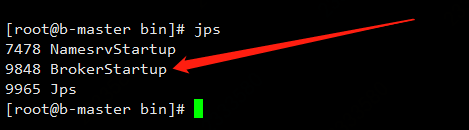 [root@b-master bin]# jps
7478 NamesrvStartup
9848 BrokerStartup
9965 Jps
[root@b-master bin]#